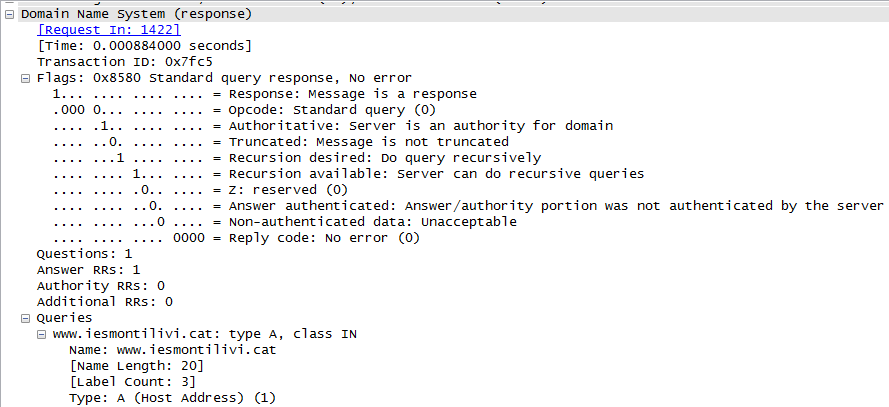 Domain Name System (response)
[Request In: 1422]
[Time: 0.000884000 seconds]
Transaction ID: 0x7fc5
Flags: 0x8580 Standard query response, No error
1... .... .... .... = Response: Message is a response
.000 0... .... .... = Opcode: Standard query (0)
.... .1.. .... .... = Authoritative: Server is an authority for domain
.... ..0. .... .... = Truncated: Message is not truncated
.... ...1 .... .... = Recursion desired: Do query recursively
.... .... 1... .... = Recursion available: Server can do recursive queries
.... .... .0.. .... = Z: reserved (0)
.... .... ..0. .... = Answer authenticated: Answer/authority portion was not authenticated by the server
.... .... ...0 .... = Non-authenticated data: Unacceptable
.... .... .... 0000 = Reply code: No error (0)
Questions: 1
Answer RRs: 1
Authority RRs: 0
Additional RRs: 0
Queries
www.iesmontilivi.cat: type A, class IN
Name: www.iesmontilivi.cat
[Name Length: 20]
[Label Count: 3]
Type: A (Host Address) (1)